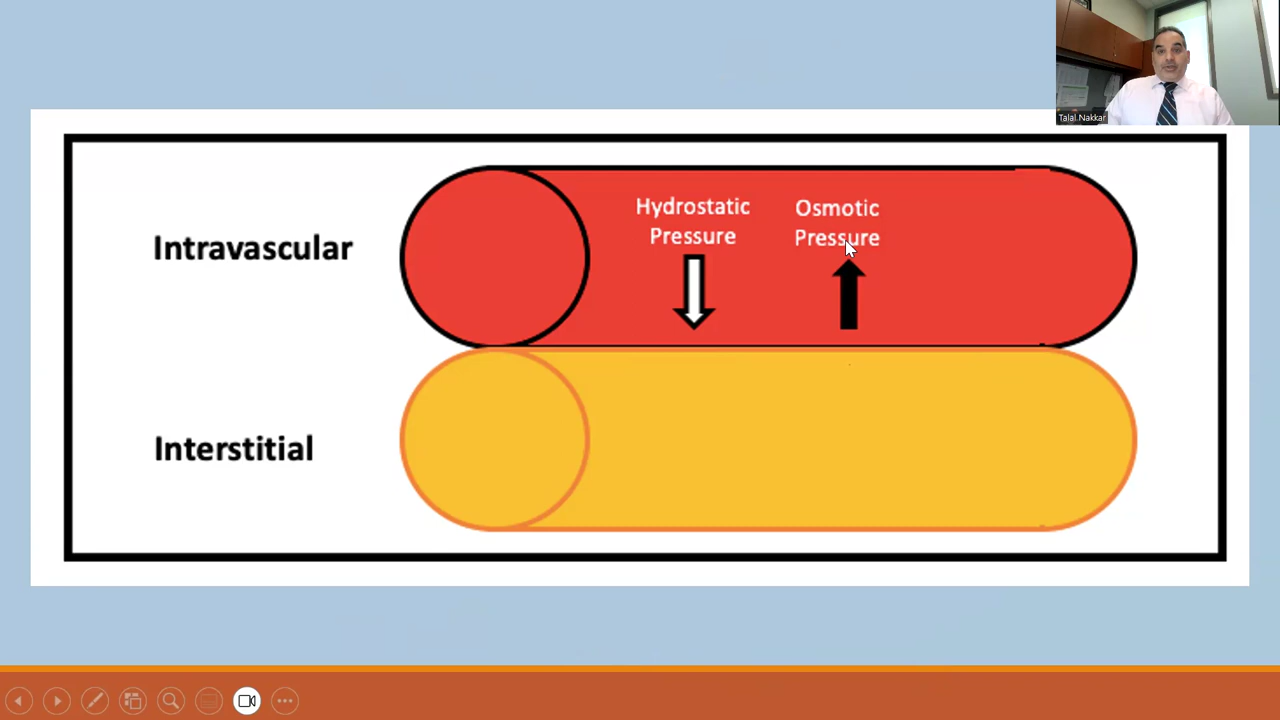 Talal Nakkar
Intravascular
Hydrostatic
Pressure
Osmotic
Pressure
Interstitial